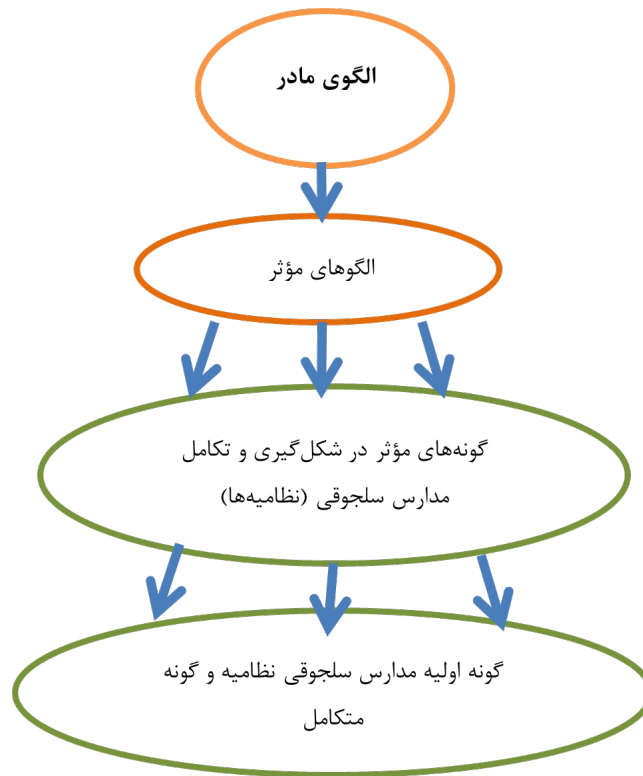 الگوی مادر
الگوهای مؤثر
گونه‌های مؤثر در شکل‌گیری و تکامل
مدارس سلجوقی (نظامیه‌ها)
گونه اولیه مدارس سلجوقی نظامیه و گونه
متکامل